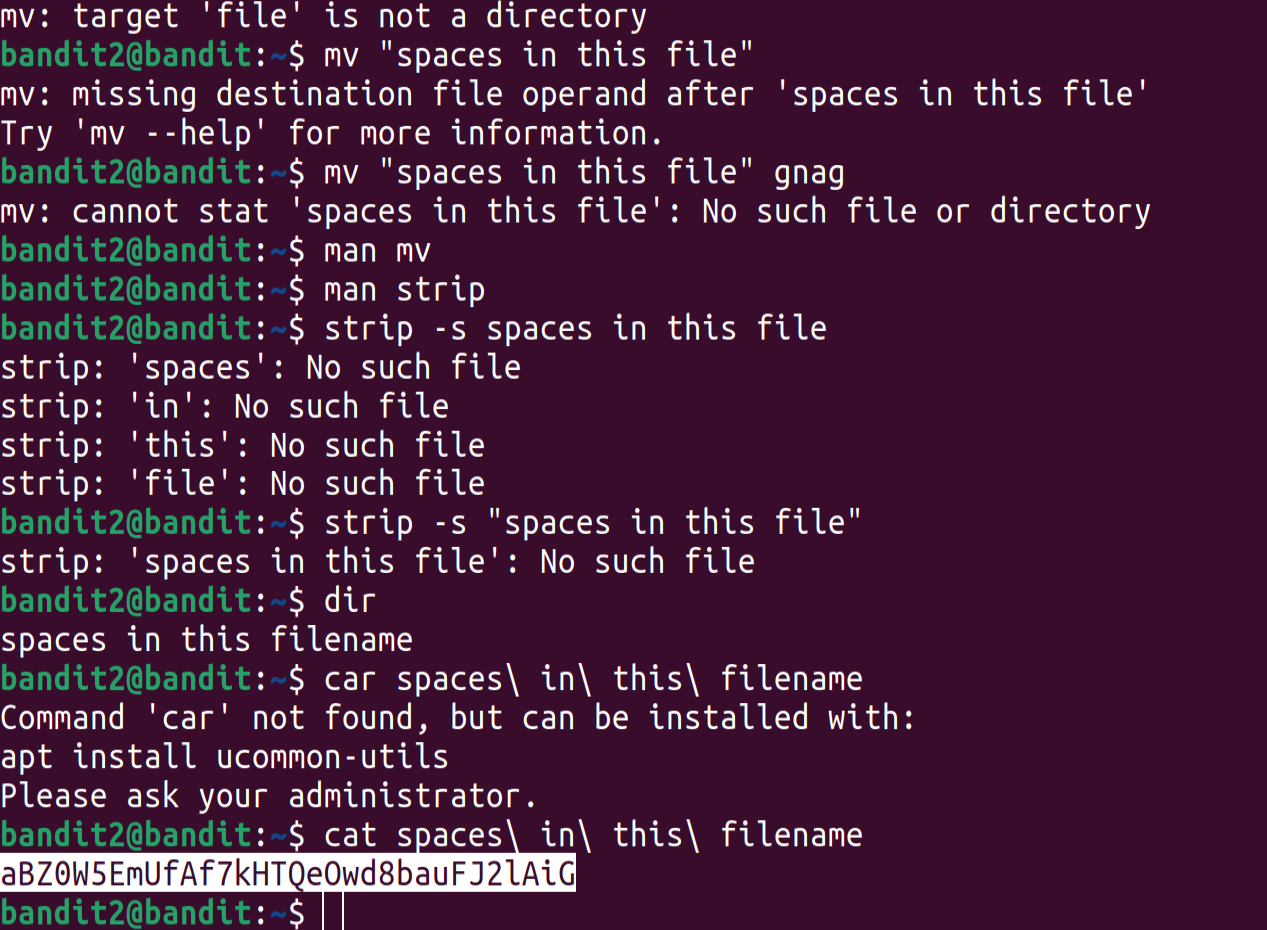 mv: target 'file' is not a directory
bandit2@bandit:~$ mv "spaces in this file"
mv: missing destination file operand after 'spaces in this file'
Try 'mv --help' for more information.
bandit2@bandit:~$ mv "spaces in this file" gnag
mv: cannot stat 'spaces in this file': No such file or directory
bandit2@bandit:~$ man mv
bandit2@bandit:~$ man strip
bandit2@bandit:~$ strip -s spaces in this file
strip: 'spaces': No such file
strip: 'in': No such file
strip: 'this': No such file
strip: 'file': No such file
bandit2@bandit:~$ strip -s "spaces in this file"
strip: 'spaces in this file': No such file
bandit2@bandit:~$ dir
spaces in this filename
bandit2@bandit:~$ car spaces\ in\ this\ filename
Command 'car' not found, but can be installed with:
apt install ucommon-utils
Please ask your administrator.
bandit2@bandit:~$ cat spaces\ in\ this\ filename
aBZ0W5EmUfAf7kHTQeOwd8bauFJ2lAiG
bandit2@bandit:~$